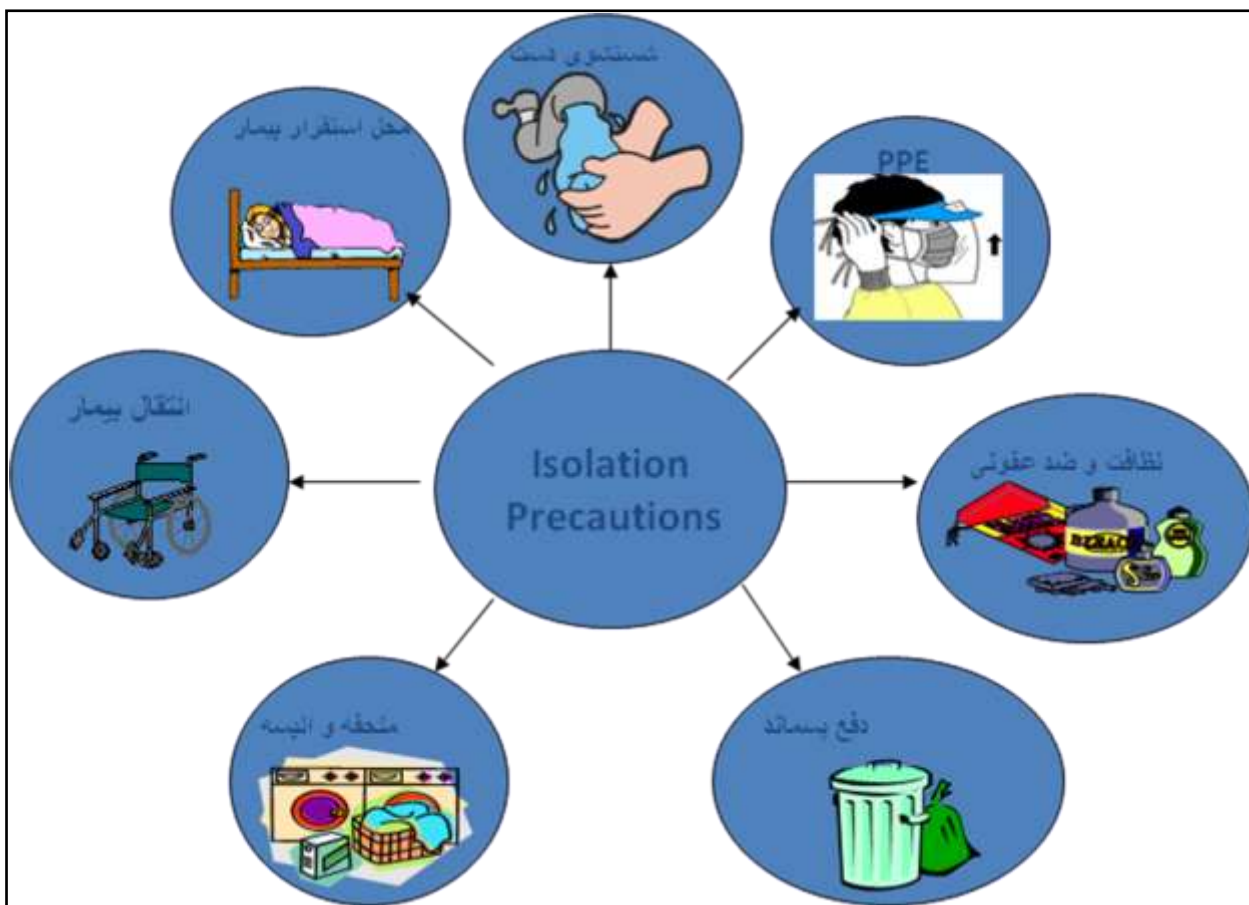 شستشوی دست
محل استقرار بیمار
PPE
انتقال بیمار
Isolation
Precautions
نظافت و ضد عفونی
ملحفه و البسه
دفع پسماند